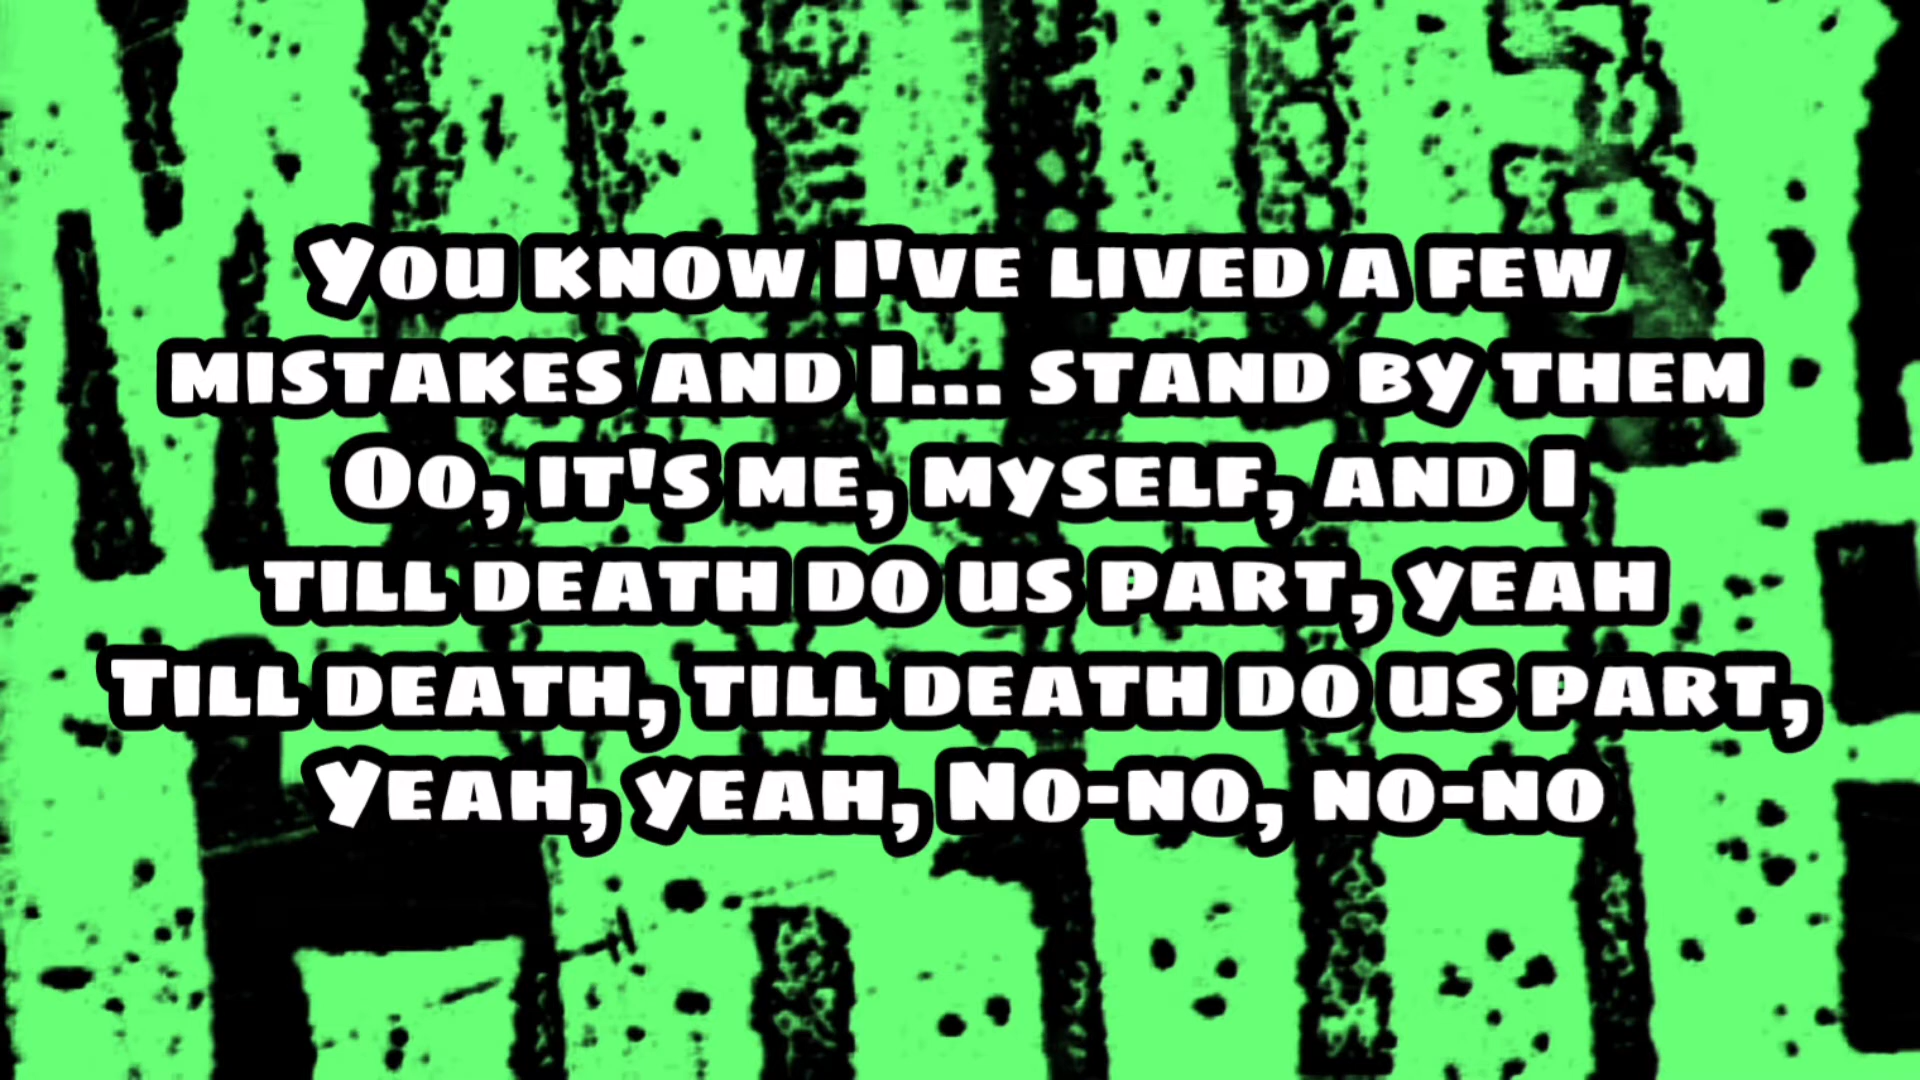 You know I've lived a few
mistakes and I... stand by them
Oo, it's me, myself, and I
till death do us part, yeah
Till death, till death do us part,
Yeah, yeah, No-no, no-no